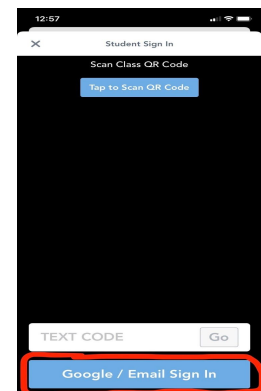 12:57
Student Sign In
Scan Class QR Code
Tap to Scan QR Code
TEXT CODE
Go
Google / Email Sign In